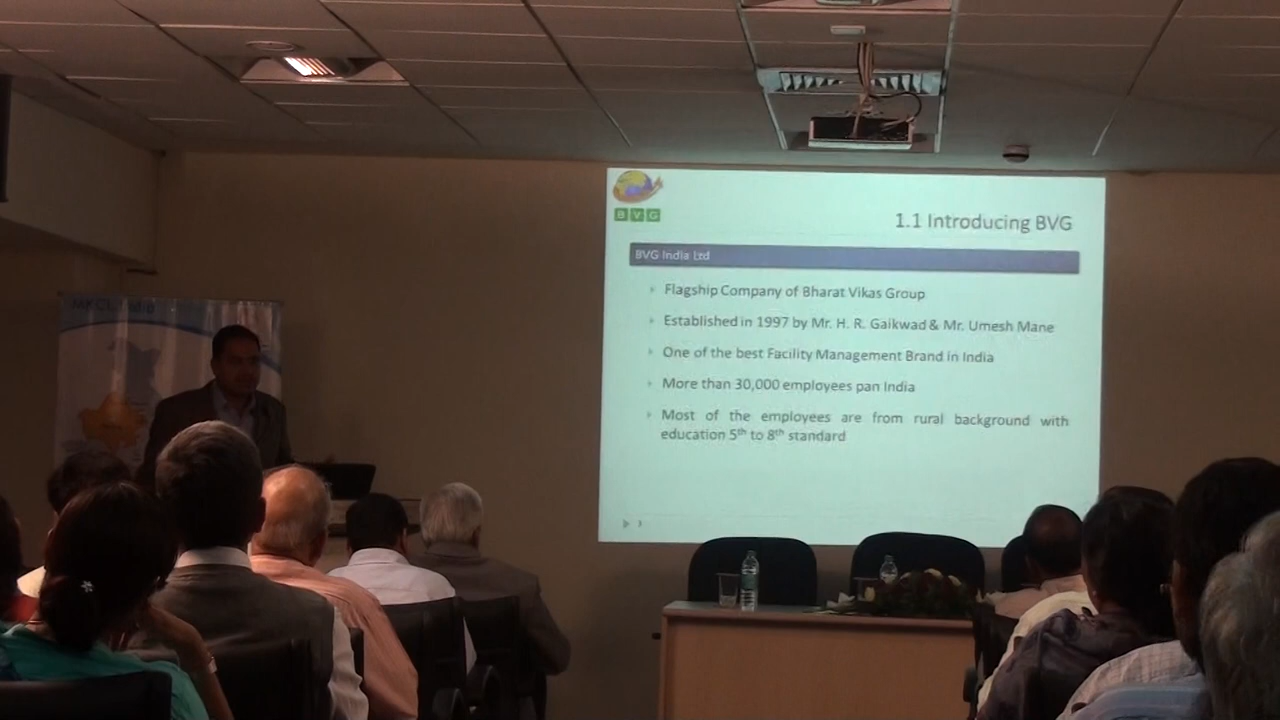 BVG
1.1 Introducing BVG
BVG India Ltd
Flagship Company of Bharat Vikas Group
Established in 1997 by Mr. H. R. Gaikwad & Mr. Umesh Mane
One of the best Facility Management Brand in India
More than 30,000 employees pan India
Most of the employees are from rural background with
education 5th to 8th standard
3